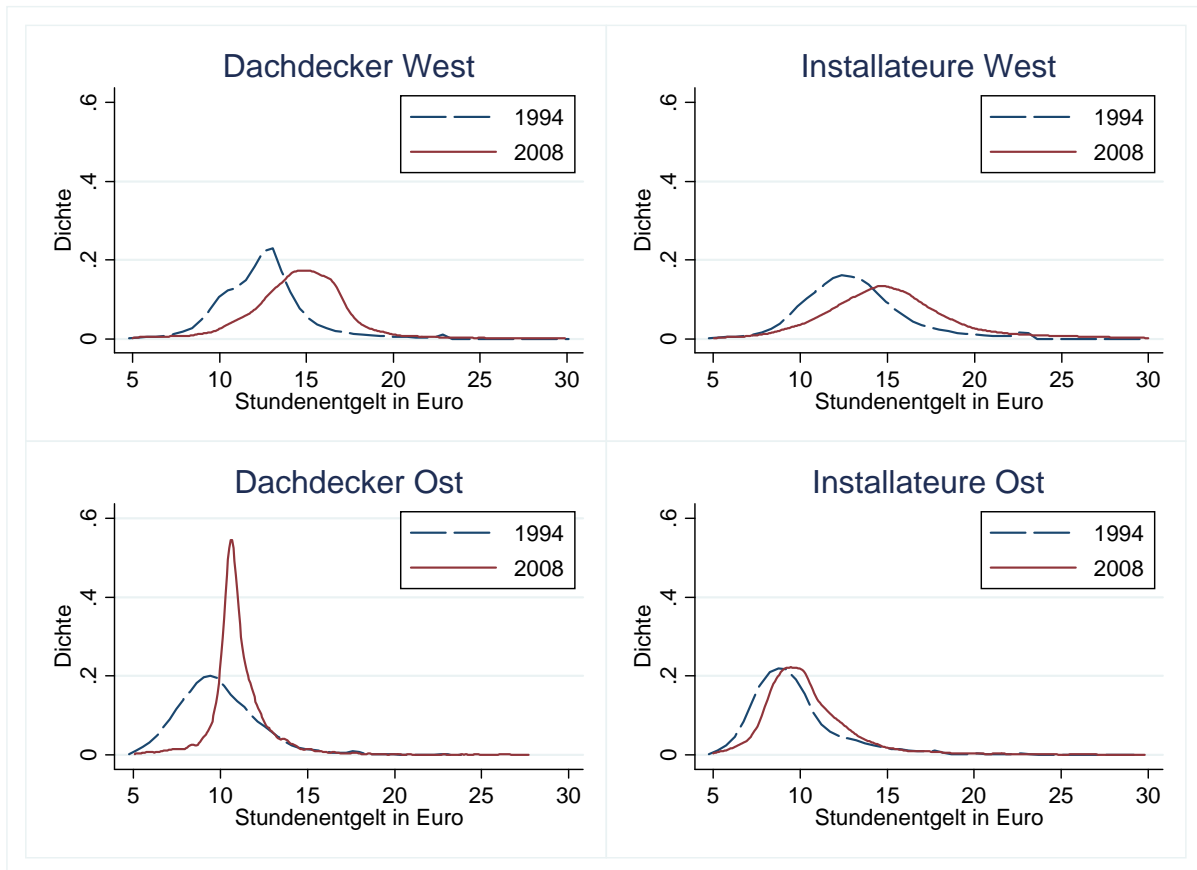 Dachdecker West
1994
2008
.6
.4
.2
0
Dichte
5 10 15 20 25 30
Stundenentgelt in Euro
Installateure West
1994
2008
.6
.4
.2
0
Dichte
5 10 15 20 25 30
Stundenentgelt in Euro
Dachdecker Ost
1994
2008
.6
.4
.2
0
Dichte
5 10 15 20 25 30
Stundenentgelt in Euro
Installateure Ost
1994
2008
.6
.4
.2
0
Dichte
5 10 15 20 25 30
Stundenentgelt in Euro